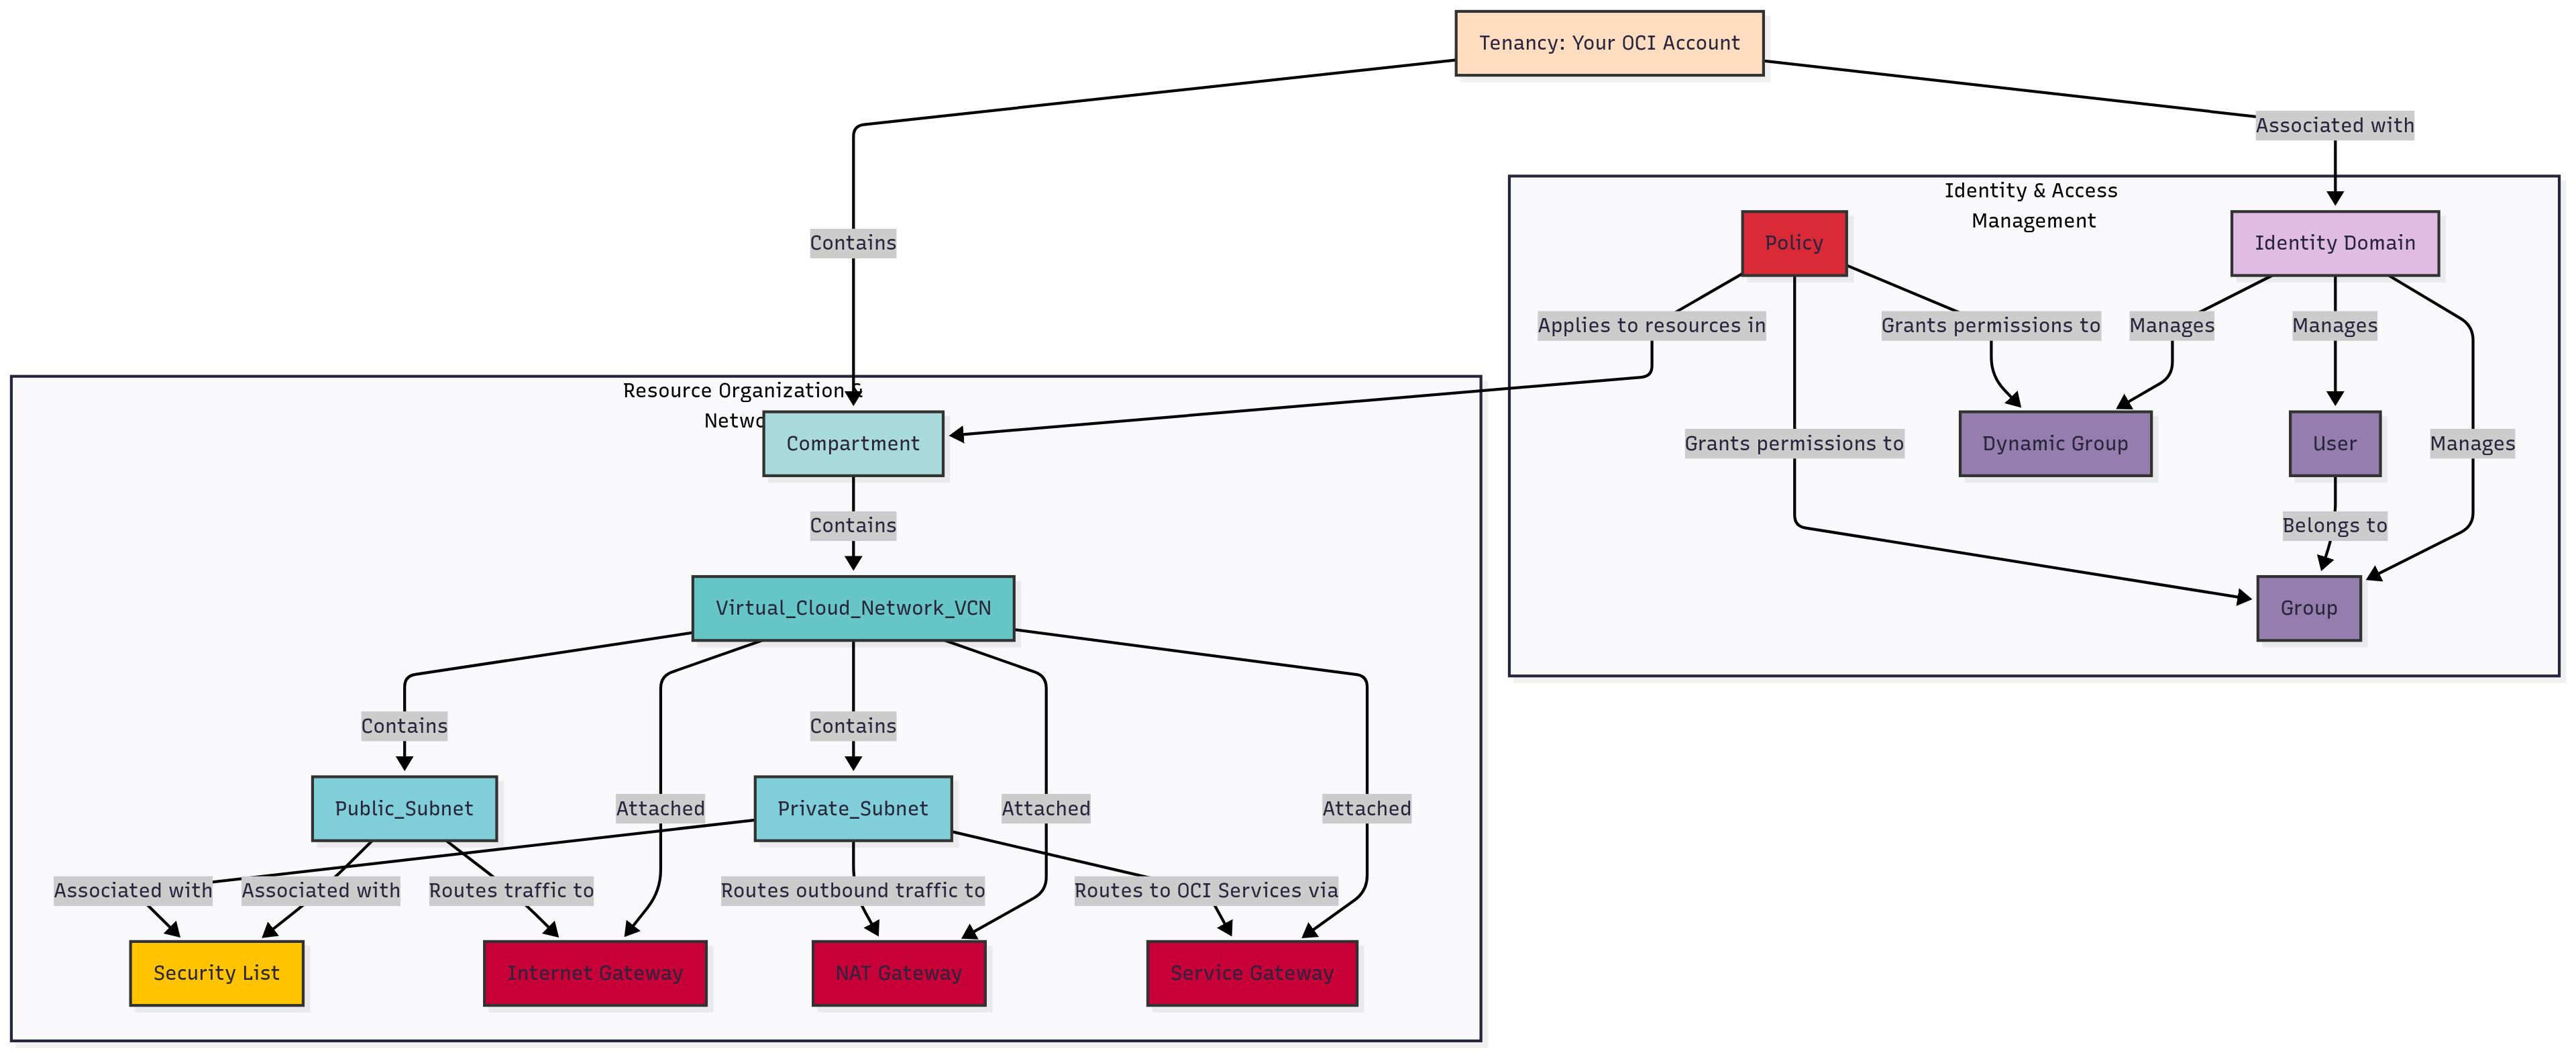 Tenancy: Your OCI Account
Associated with
Identity & Access
Management
Policy
Identity Domain
Contains
Applies to resources in
Grants permissions to
Manages
Manages
Resource Organization &
Compartment
Grants permissions to
Dynamic Group
User
Manages
Contains
Belongs to
Virtual_Cloud_Network_VCN
Group
Contains
Contains
Public_Subnet
Attached
Private_Subnet
Attached
Attached
Associated with
Associated with
Routes traffic to
Routes outbound traffic to
Routes to OCI Services via
Security List
Internet Gateway
NAT Gateway
Service Gateway